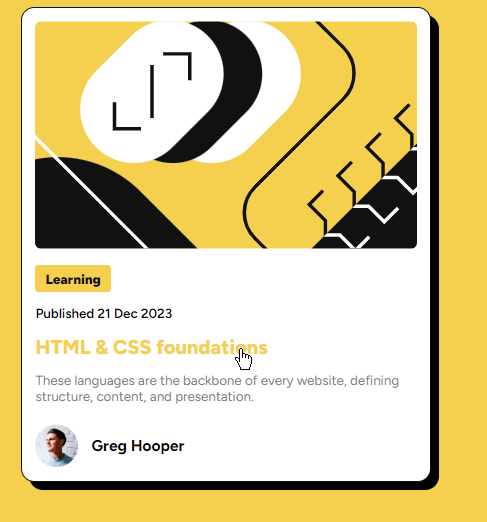 Learning
Published 21 Dec 2023
HTML & CSS foundations
These languages are the backbone of every website, defining
structure, content, and presentation.
Greg Hooper